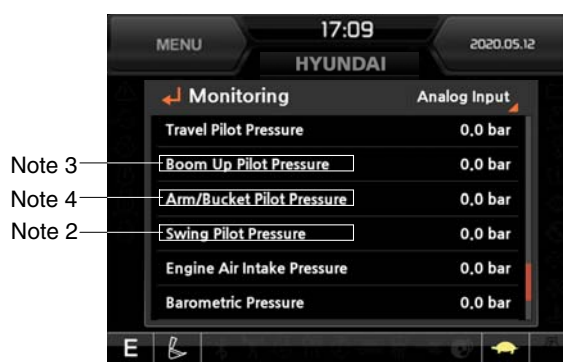 17:09
MENU
2020.05.12
HYUNDAI
Monitoring
Analog Input
Travel Pilot Pressure 0.0 bar
Note 3 Boom Up Pilot Pressure 0.0 bar
Note 4 Arm/Bucket Pilot Pressure 0.0 bar
Note 2 Swing Pilot Pressure 0.0 bar
Engine Air Intake Pressure 0.0 bar
Barometric Pressure 0.0 bar
E